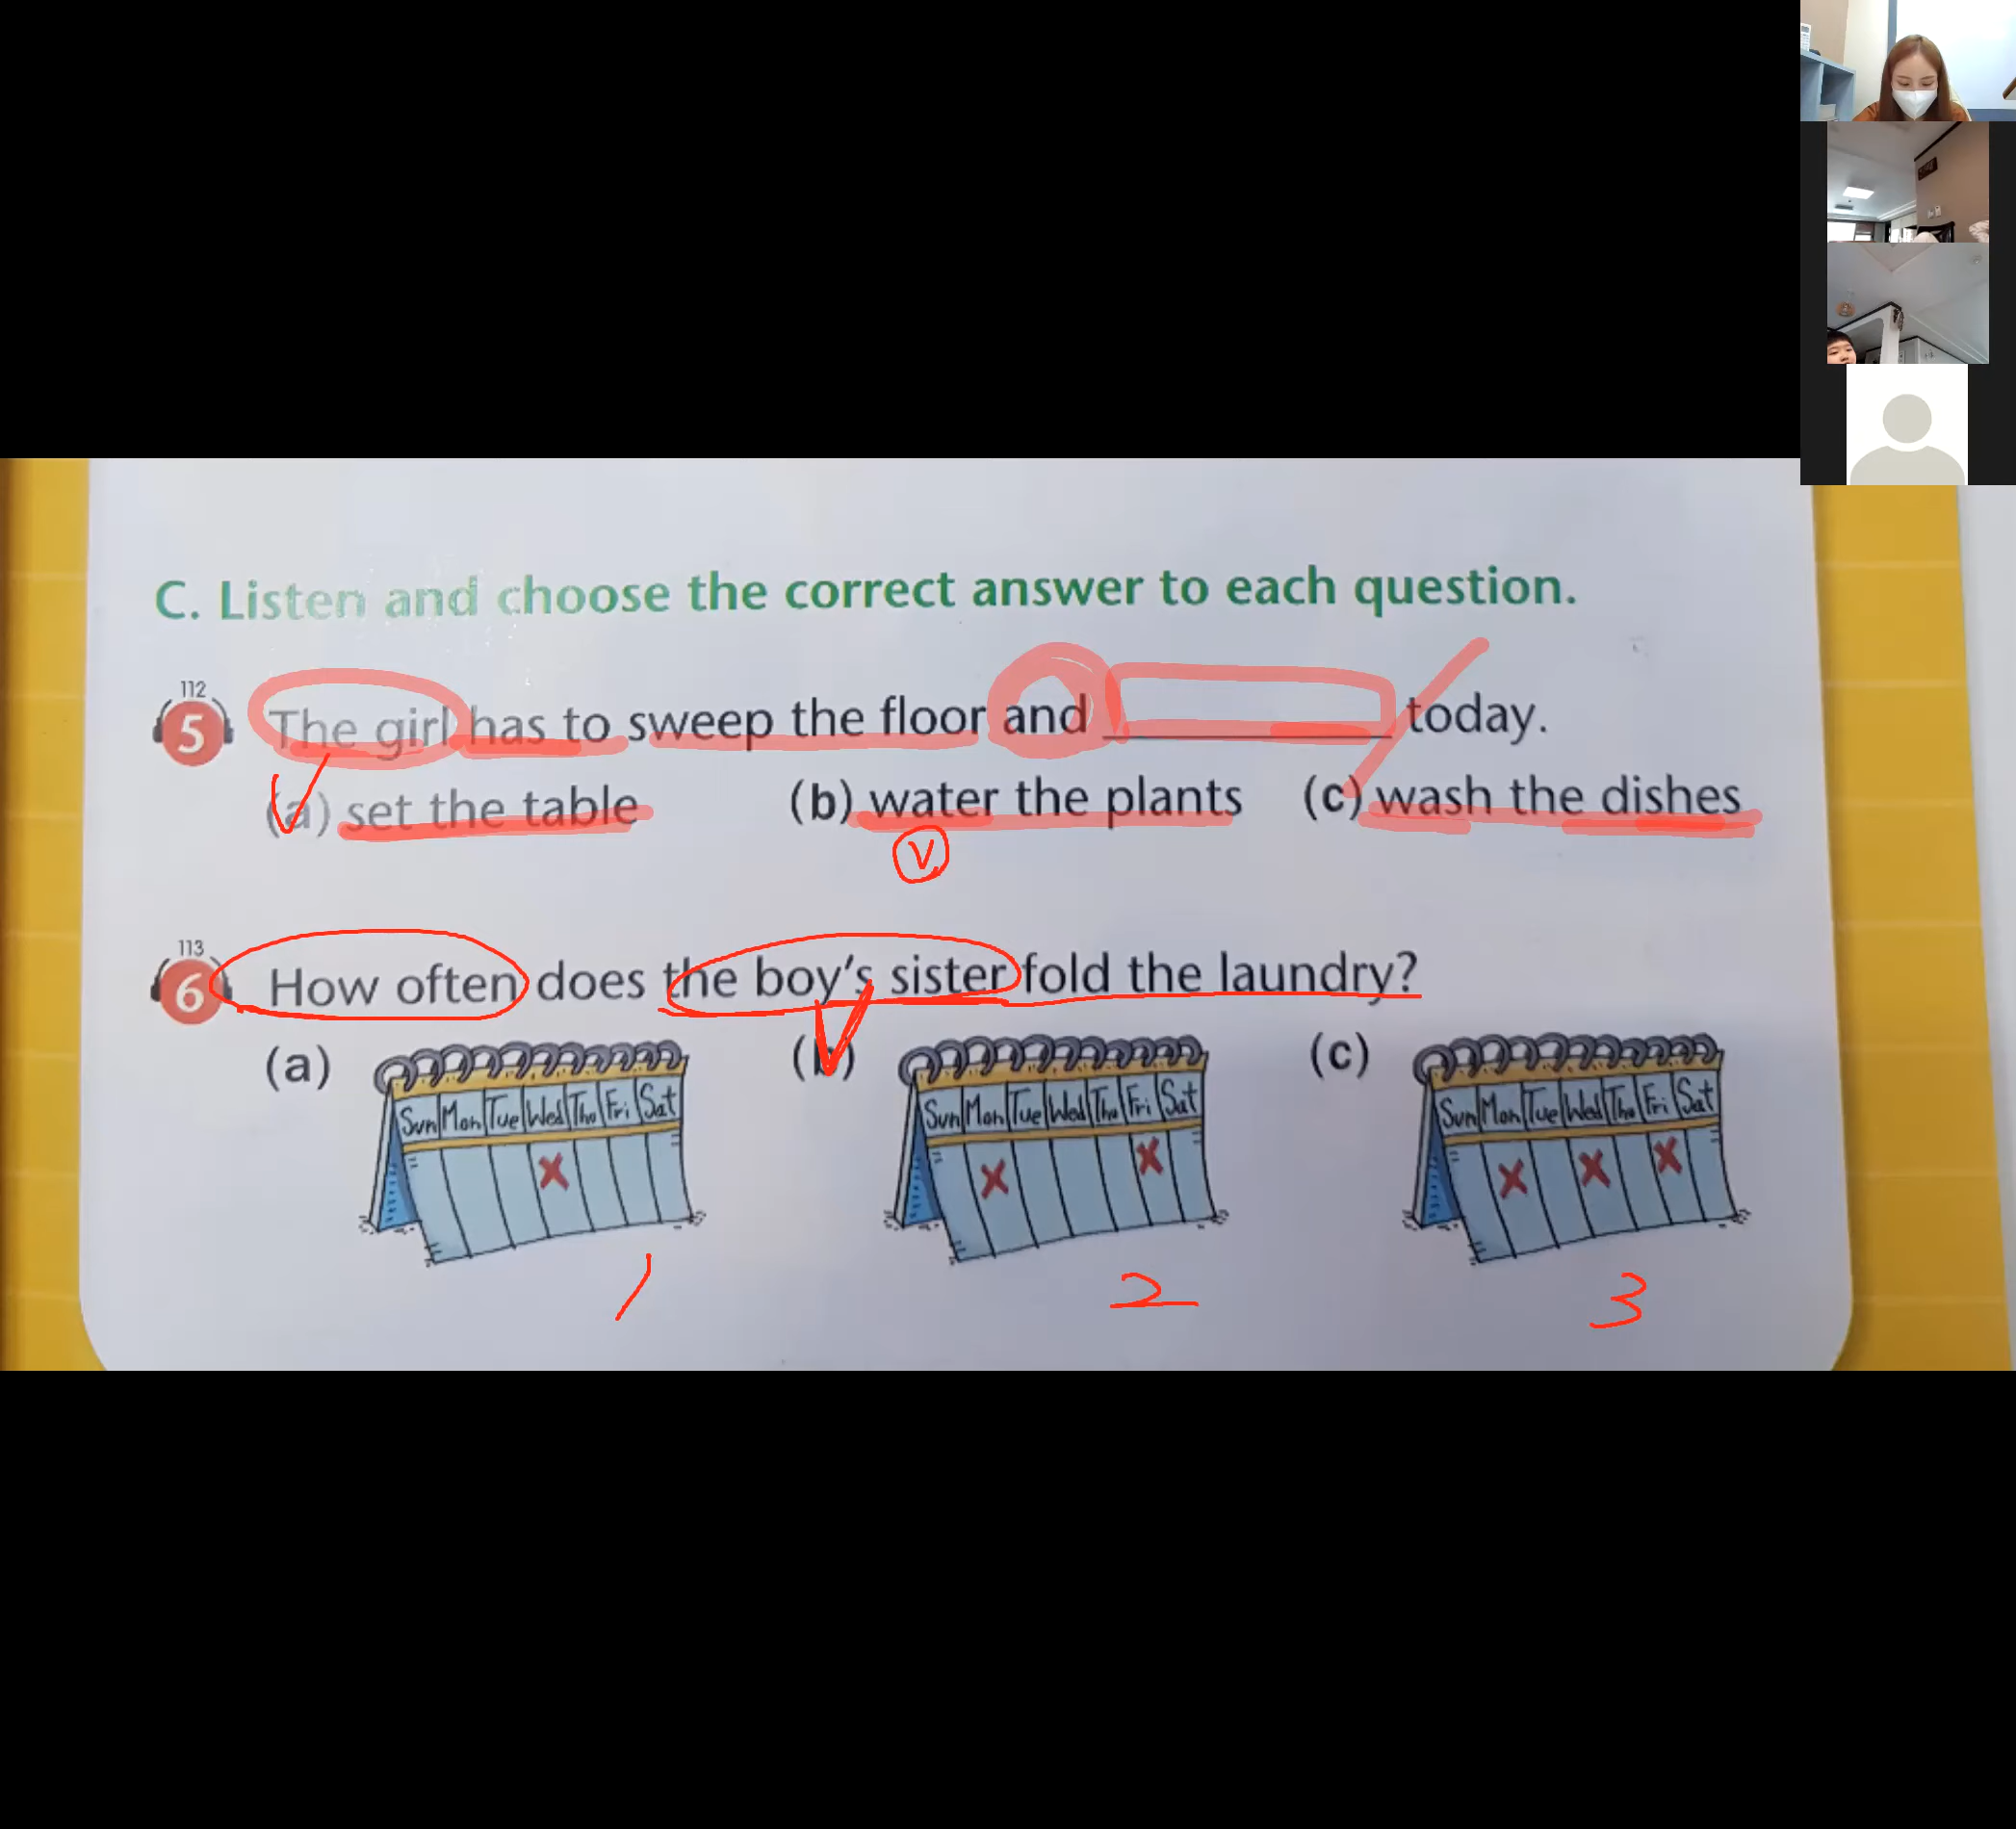 C. Listen and choose the correct answer to each question.
112
5 The girl has to sweep the floor and ____________ today.
(a) set the table (b) water the plants (c) wash the dishes
V
113
6 How often does the boy's sister fold the laundry?
(a) (b) (c)
Sun Mon Tue Wed Thu Fri Sat
X
Sun Mon Tue Wed Thu Fri Sat
X X
Sun Mon Tue Wed Thu Fri Sat
X X X
1 2 3